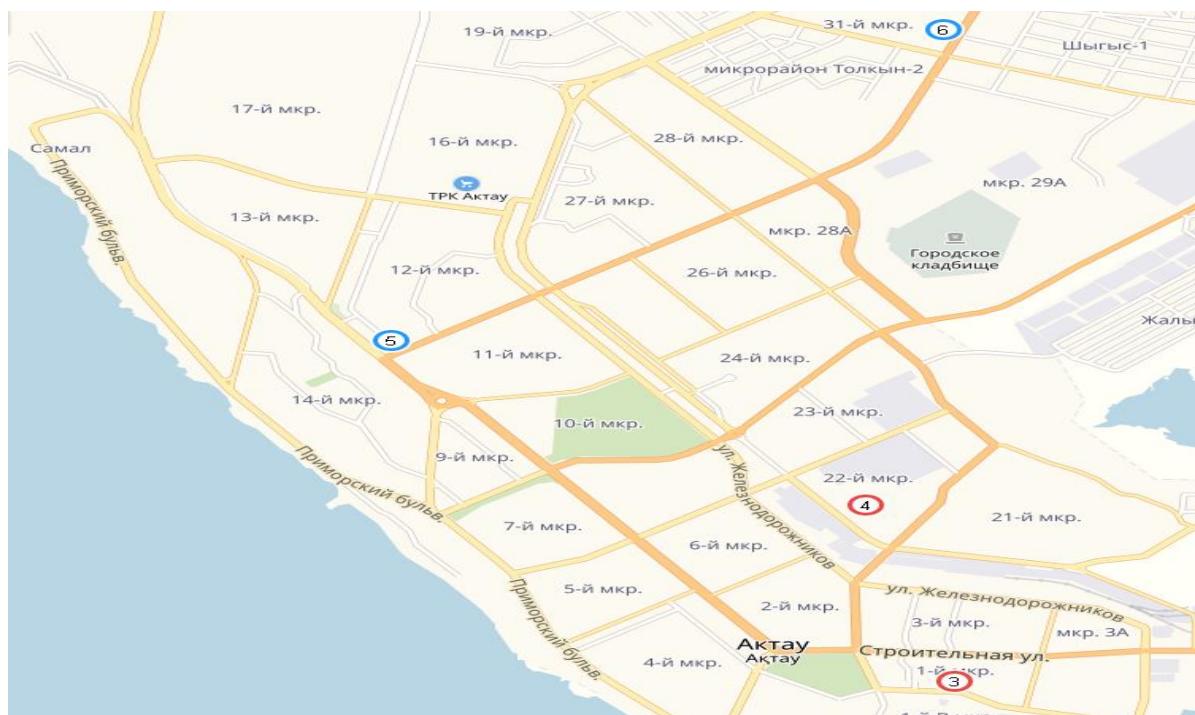 19-й мкр.
31-й мкр.
6
Шыгыс-1
микрорайон Толкын-2
17-й мкр.
16-й мкр.
28-й мкр.
Самал
ТРК Актау
27-й мкр.
мкр. 29А
13-й мкр.
Приморский бульв.
мкр. 28А
Городское
кладбище
12-й мкр.
26-й мкр.
5
11-й мкр.
24-й мкр.
14-й мкр.
10-й мкр.
23-й мкр.
9-й мкр.
Приморский бульв.
ул. Железнодорожников
22-й мкр.
4
21-й мкр.
7-й мкр.
6-й мкр.
5-й мкр.
Приморский бульв.
2-й мкр.
ул. Железнодорожников
3-й мкр.
мкр. 3А
Актау
Ақтау
Строительная ул.
4-й мкр.
1-й мкр.
3